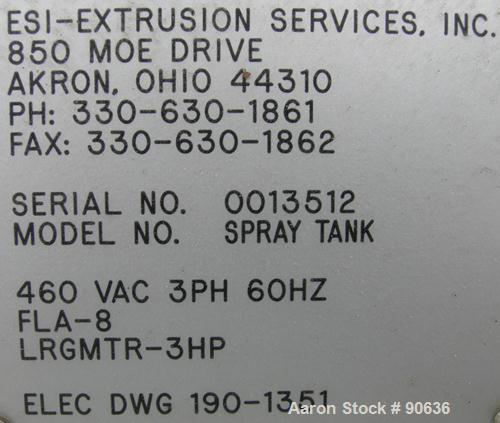 ESI-EXTRUSION SERVICES, INC.
850 MOE DRIVE
AKRON, OHIO 44310
PH: 330-630-1861
FAX: 330-630-1862
SERIAL NO. 0013512
MODEL NO. SPRAY TANK
460 VAC 3PH 60HZ
FLA-8
LRGMTR-3HP
ELEC DWG 190-1351
Aaron Stock # 90636